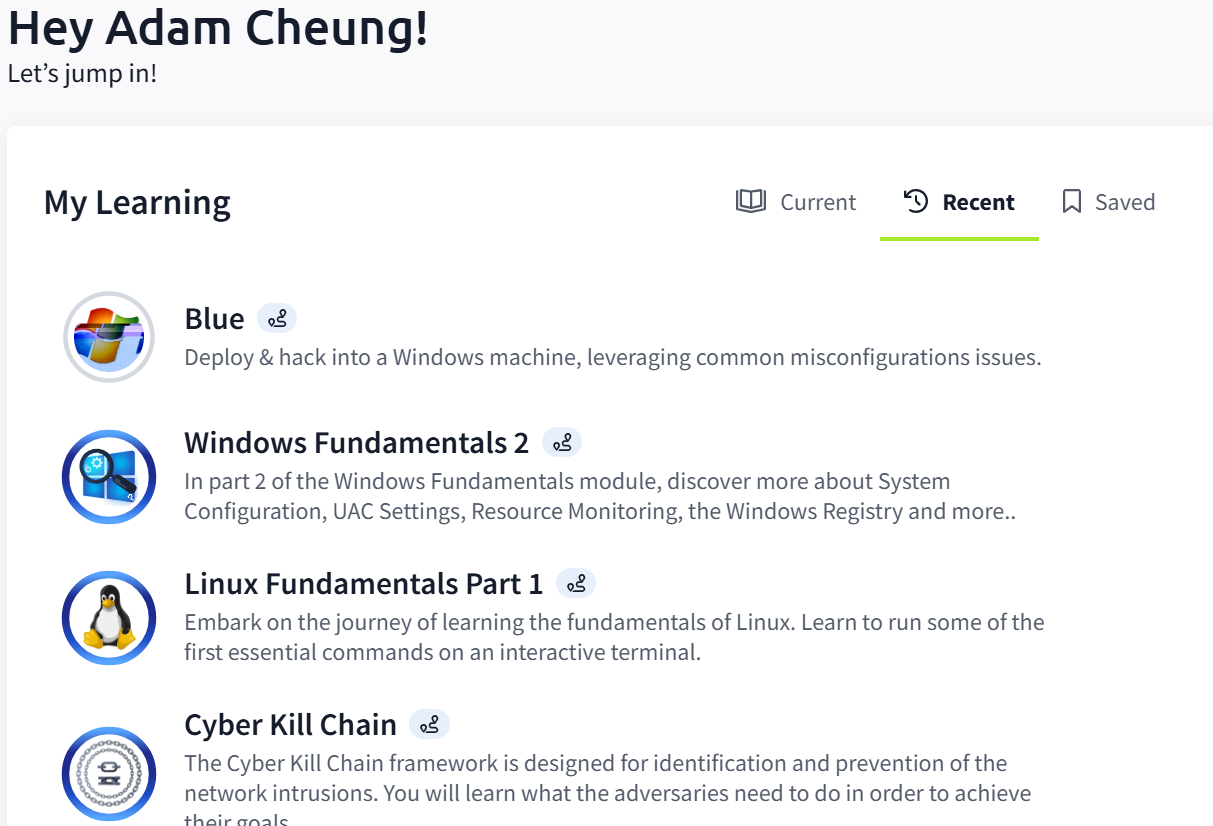 Hey Adam Cheung!
Let’s jump in!
My Learning
Current
Recent
Saved
Blue
Deploy & hack into a Windows machine, leveraging common misconfigurations issues.
Windows Fundamentals 2
In part 2 of the Windows Fundamentals module, discover more about System
Configuration, UAC Settings, Resource Monitoring, the Windows Registry and more..
Linux Fundamentals Part 1
Embark on the journey of learning the fundamentals of Linux. Learn to run some of the
first essential commands on an interactive terminal.
Cyber Kill Chain
The Cyber Kill Chain framework is designed for identification and prevention of the
network intrusions. You will learn what the adversaries need to do in order to achieve
their goals